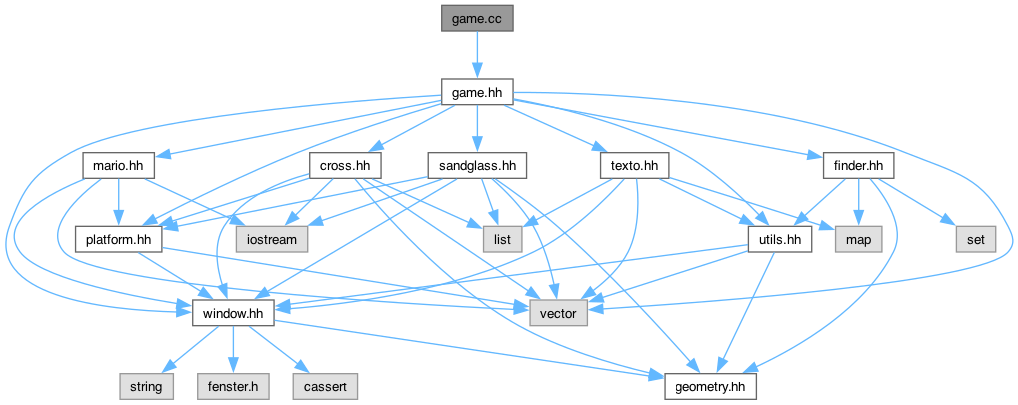 game.cc
game.hh
mario.hh
cross.hh
sandglass.hh
texto.hh
finder.hh
platform.hh
iostream
list
utils.hh
map
set
window.hh
vector
string
fenster.h
cassert
geometry.hh